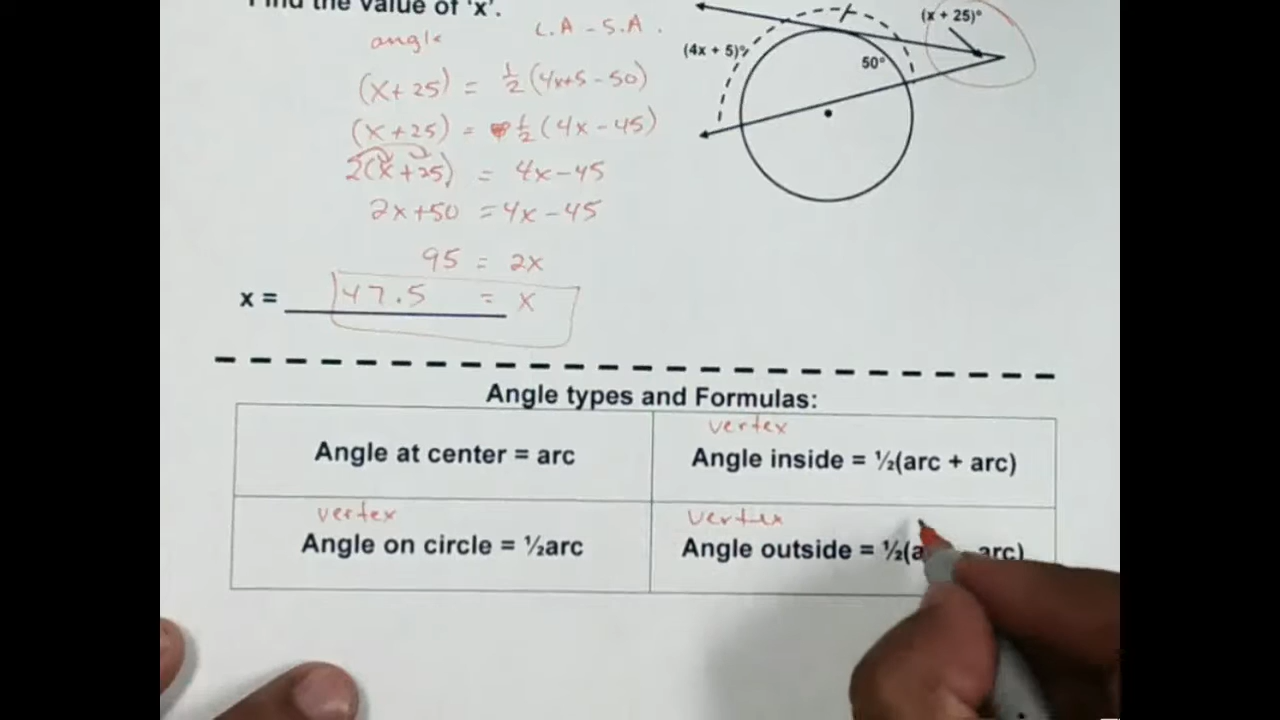 Find the value of 'x'.
angle L.A - S.A.
(x + 25)°
(4x + 5)°
50°
(x + 25) = 1/2 (4x+5 - 50)
(x + 25) = 1/2 (4x - 45)
2(x + 25) = 4x - 45
2x + 50 = 4x - 45
95 = 2x
x = 47.5 = x
Angle types and Formulas:
Angle at center = arc
vertex
Angle inside = ½(arc + arc)
vertex
Angle on circle = ½arc
vertex
Angle outside = ½(a arc)